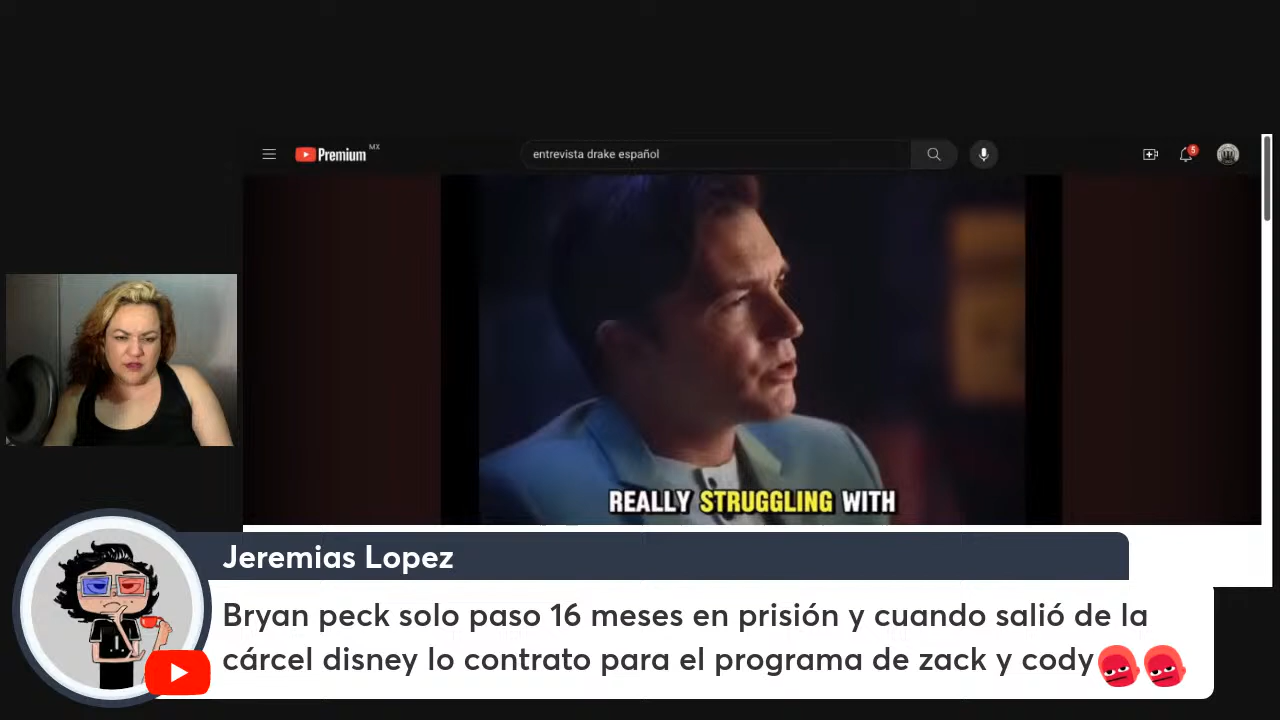 Premium MX
entrevista drake español
5
REALLY STRUGGLING WITH
Jeremias Lopez
Bryan peck solo paso 16 meses en prisión y cuando salió de la
cárcel disney lo contrato para el programa de zack y cody